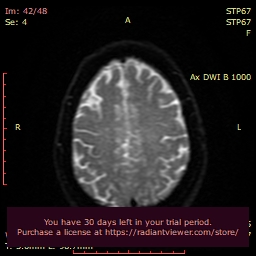 Im: 42/48
STP67
Se: 4
A
STP67
F
Ax DWI B 1000
R
L
You have 30 days left in your trial period.
Purchase a license at https://radiantviewer.com/store/